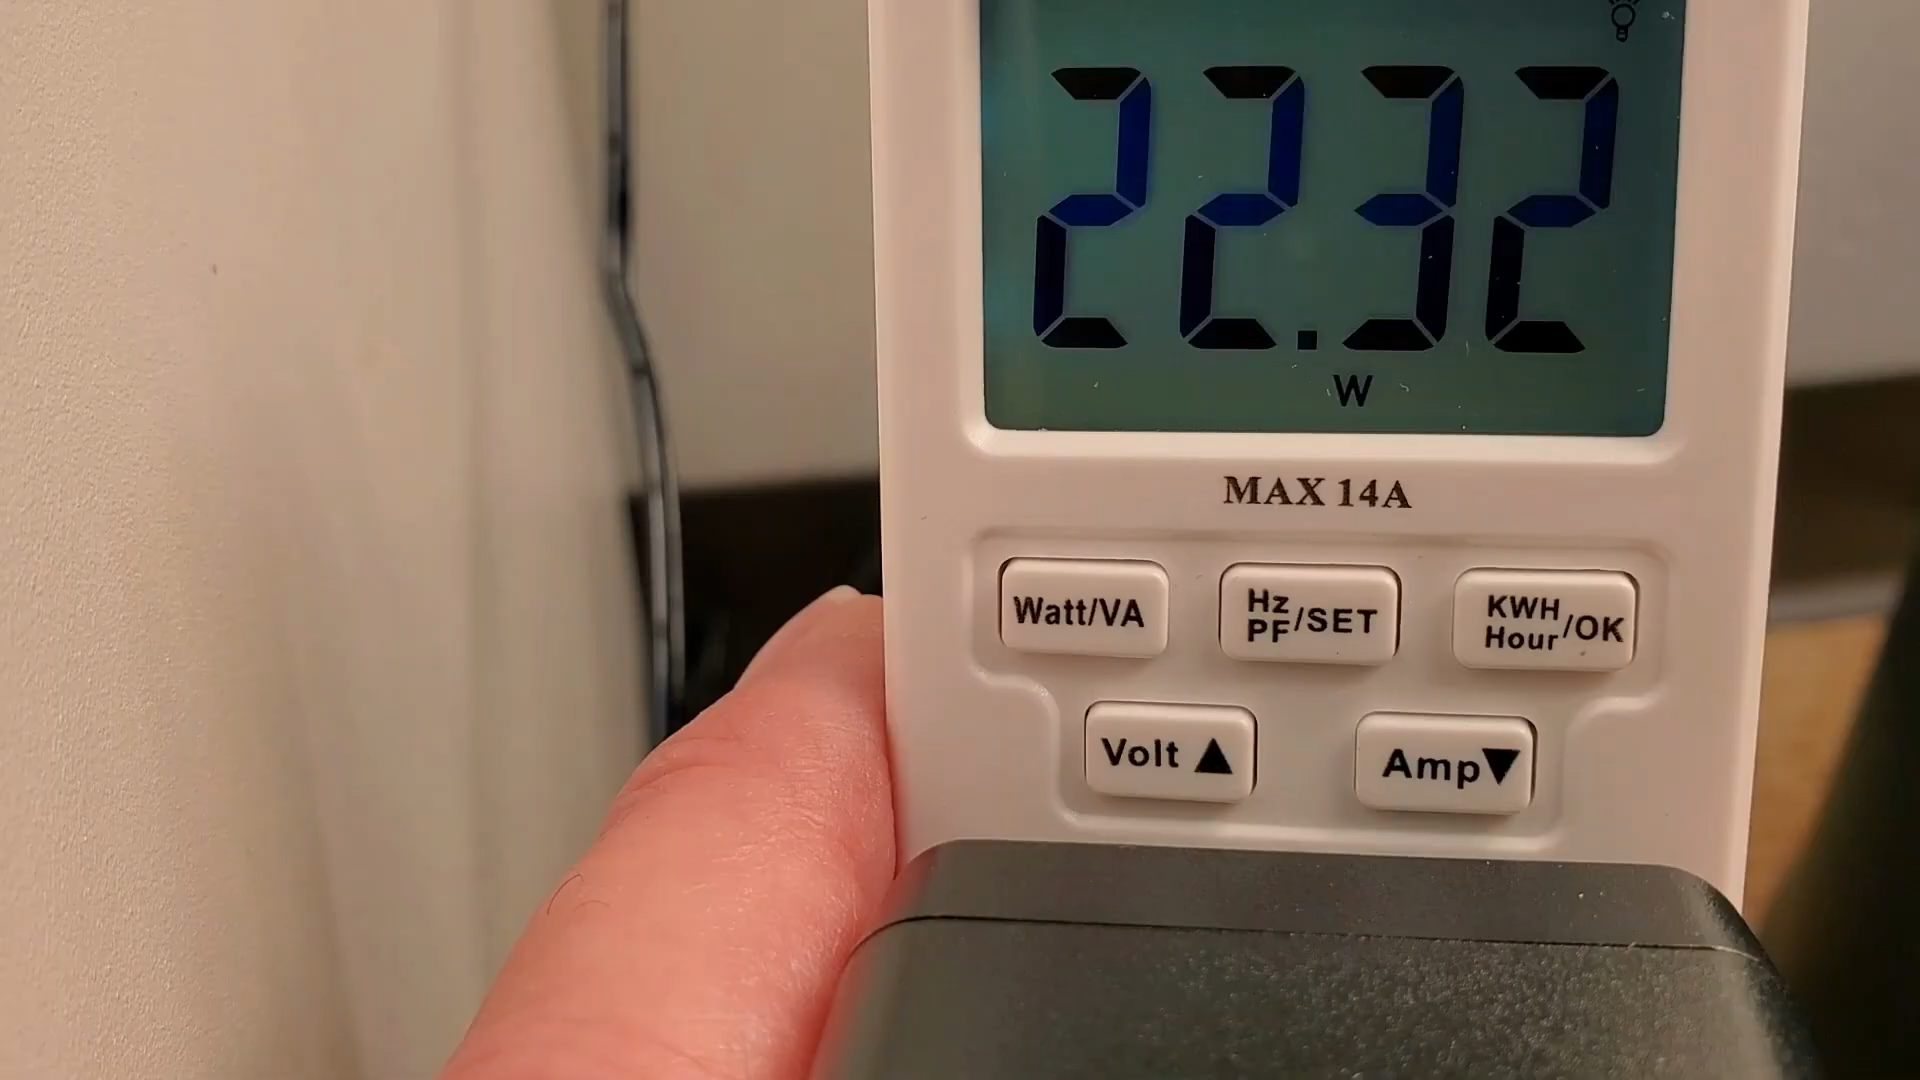 22.32
W
MAX 14A
Watt/VA
Hz
PF/SET
KWH
Hour/OK
Volt ▲
Amp▼